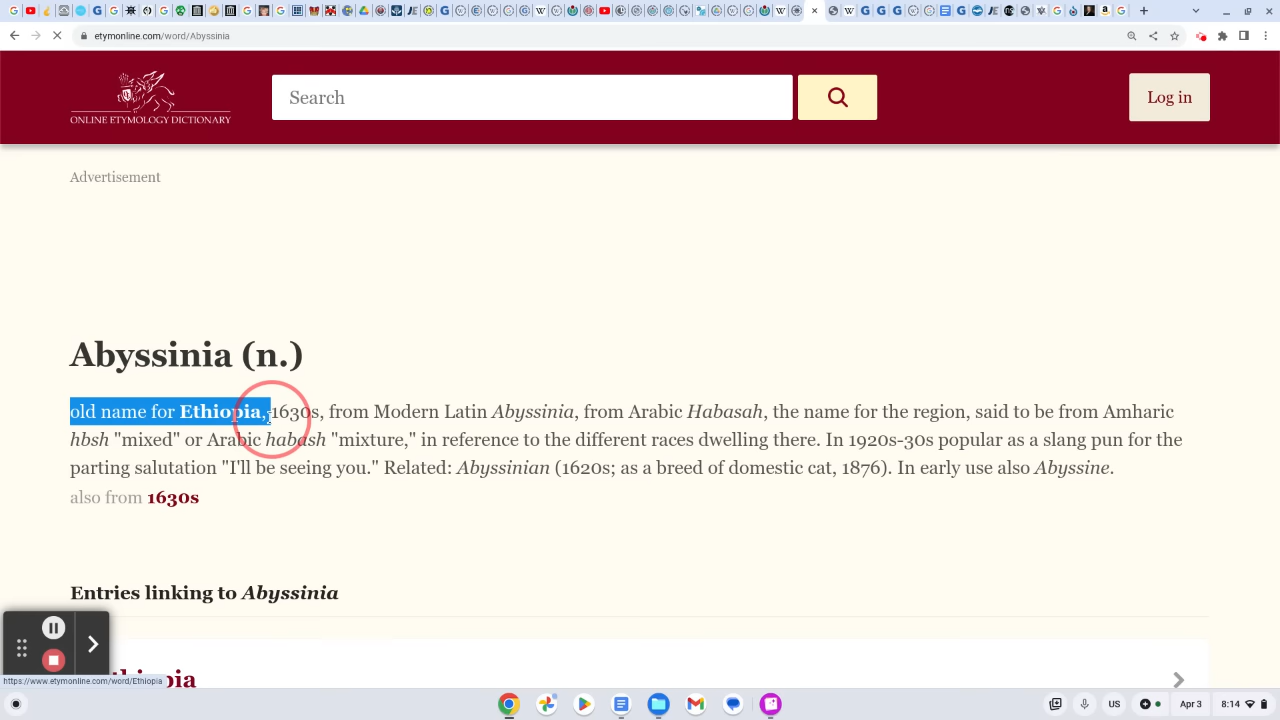 etymonline.com/word/Abyssinia
ONLINE ETYMOLOGY DICTIONARY
Search
Log in
Advertisement
Abyssinia (n.)
old name for Ethiopia, 1630s, from Modern Latin Abyssinia, from Arabic Habasah, the name for the region, said to be from Amharic
hbsh "mixed" or Arabic habash "mixture," in reference to the different races dwelling there. In 1920s-30s popular as a slang pun for the
parting salutation "I'll be seeing you." Related: Abyssinian (1620s; as a breed of domestic cat, 1876). In early use also Abyssine.
also from 1630s
Entries linking to Abyssinia
https://www.etymonline.com/word/Ethiopia
US
Apr 3
8:14